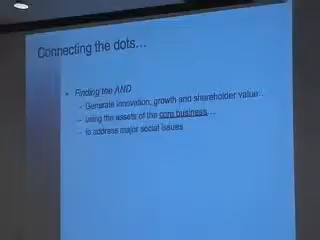 Connecting the dots...
• Finding the AND
– Generate innovation, growth and shareholder value...
– using the assets of the core business...
– to address major social issues